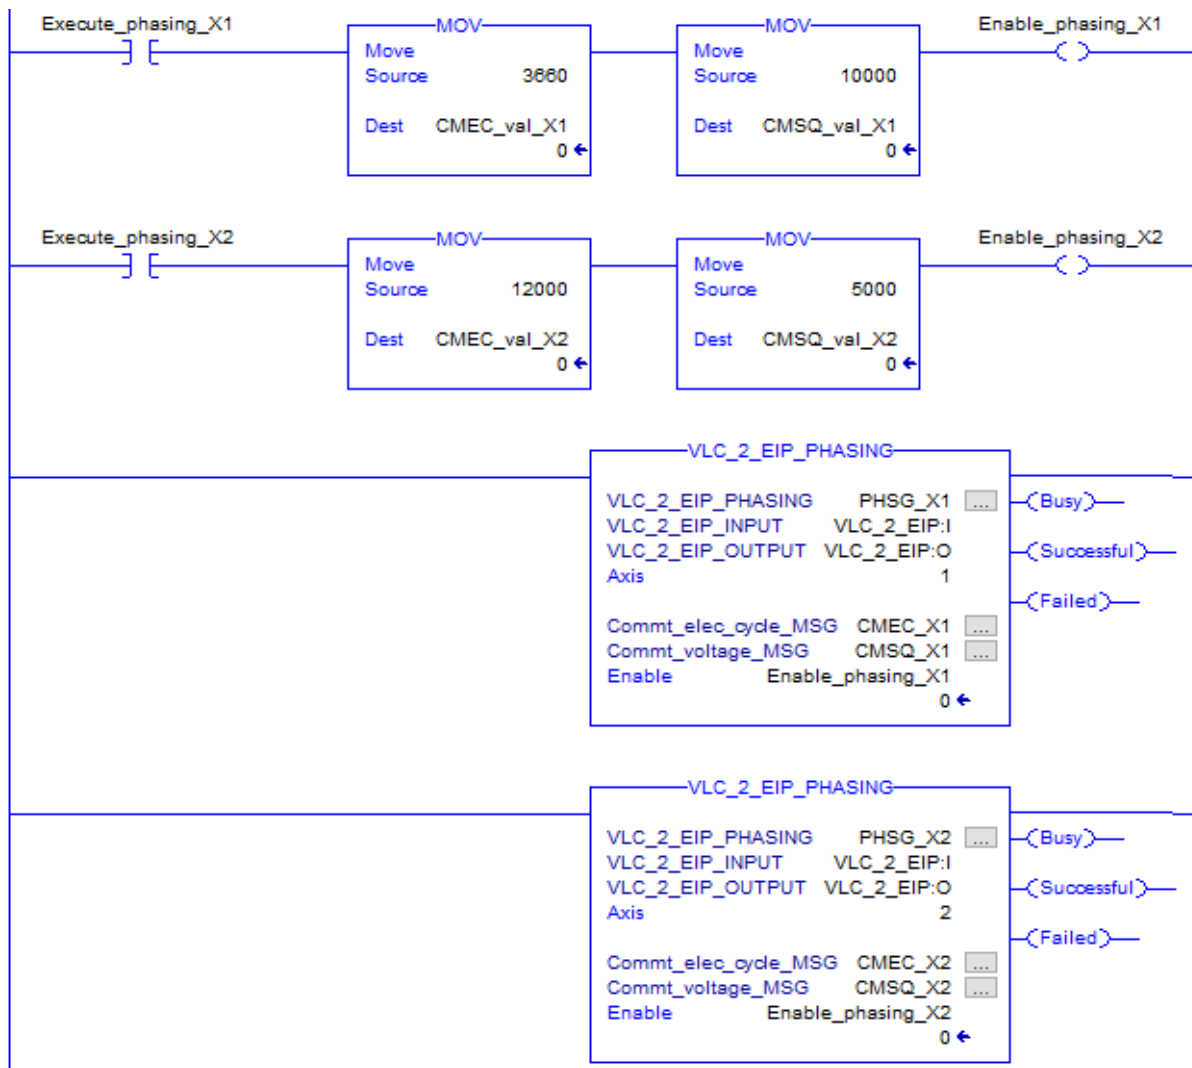 Execute_phasing_X1 MOV MOV Enable_phasing_X1
Move Move
Source 3660 Source 10000
Dest CMEC_val_X1 Dest CMSQ_val_X1
0 0
Execute_phasing_X2 MOV MOV Enable_phasing_X2
Move Move
Source 12000 Source 5000
Dest CMEC_val_X2 Dest CMSQ_val_X2
0 0
VLC_2_EIP_PHASING
VLC_2_EIP_PHASING PHSG_X1 ... Busy
VLC_2_EIP_INPUT VLC_2_EIP:I
VLC_2_EIP_OUTPUT VLC_2_EIP:O Successful
Axis 1
Failed
Commt_elec_cycle_MSG CMEC_X1 ...
Commt_voltage_MSG CMSQ_X1 ...
Enable Enable_phasing_X1
0
VLC_2_EIP_PHASING
VLC_2_EIP_PHASING PHSG_X2 ... Busy
VLC_2_EIP_INPUT VLC_2_EIP:I
VLC_2_EIP_OUTPUT VLC_2_EIP:O Successful
Axis 2
Failed
Commt_elec_cycle_MSG CMEC_X2 ...
Commt_voltage_MSG CMSQ_X2 ...
Enable Enable_phasing_X2
0